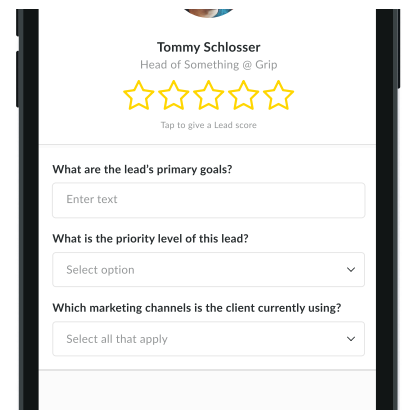 Tommy Schlosser
Head of Something @ Grip
Tap to give a Lead score
What are the lead's primary goals?
Enter text
What is the priority level of this lead?
Select option
Which marketing channels is the client currently using?
Select all that apply